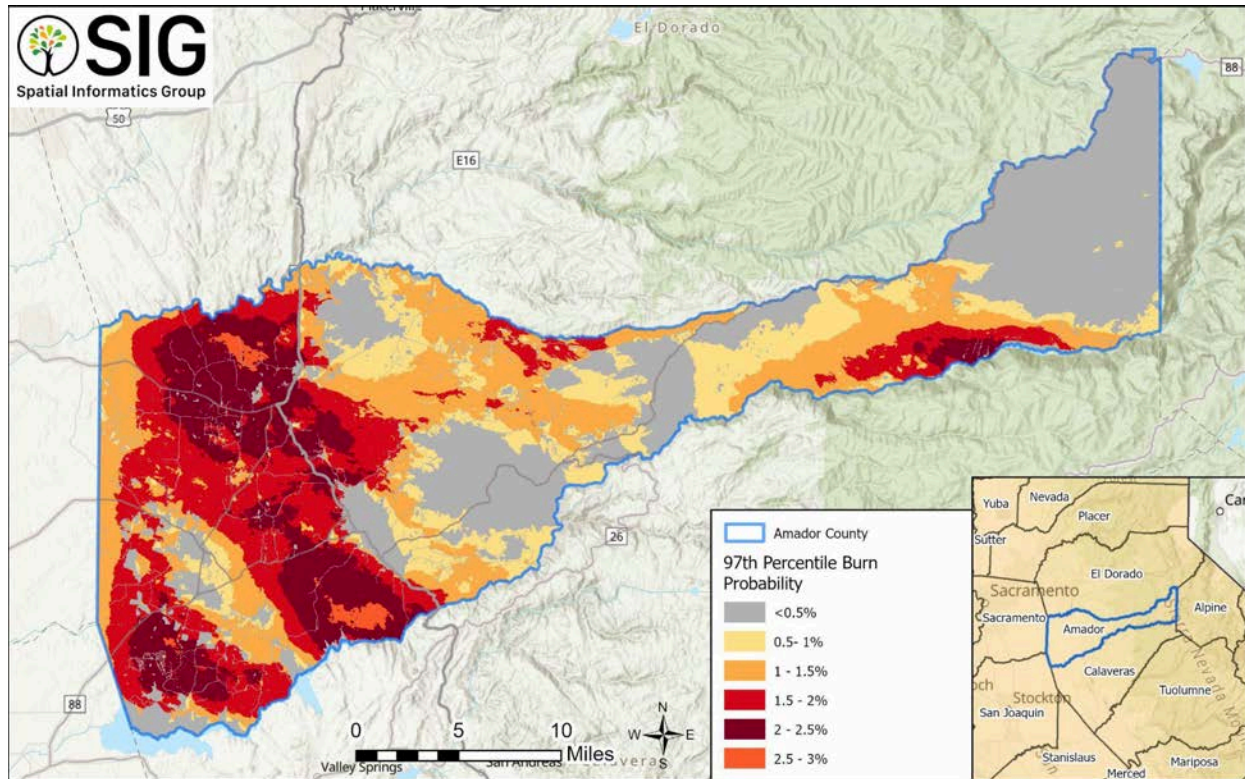 SIG
Spatial Informatics Group
Placerville
El Dorado
50
E16
88
26
88
0 5 10
Miles
N
W E
S
Valley Springs
San Andreas
Amador County
97th Percentile Burn
Probability
<0.5%
0.5- 1%
1 - 1.5%
1.5 - 2%
2 - 2.5%
2.5 - 3%
Yuba
Nevada
Placer
Sutter
El Dorado
Sacramento
Sacramento
Alpine
Amador
Calaveras
Stockton
Tuolumne
San Joaquin
Stanislaus
Merced
Mariposa
Nevada